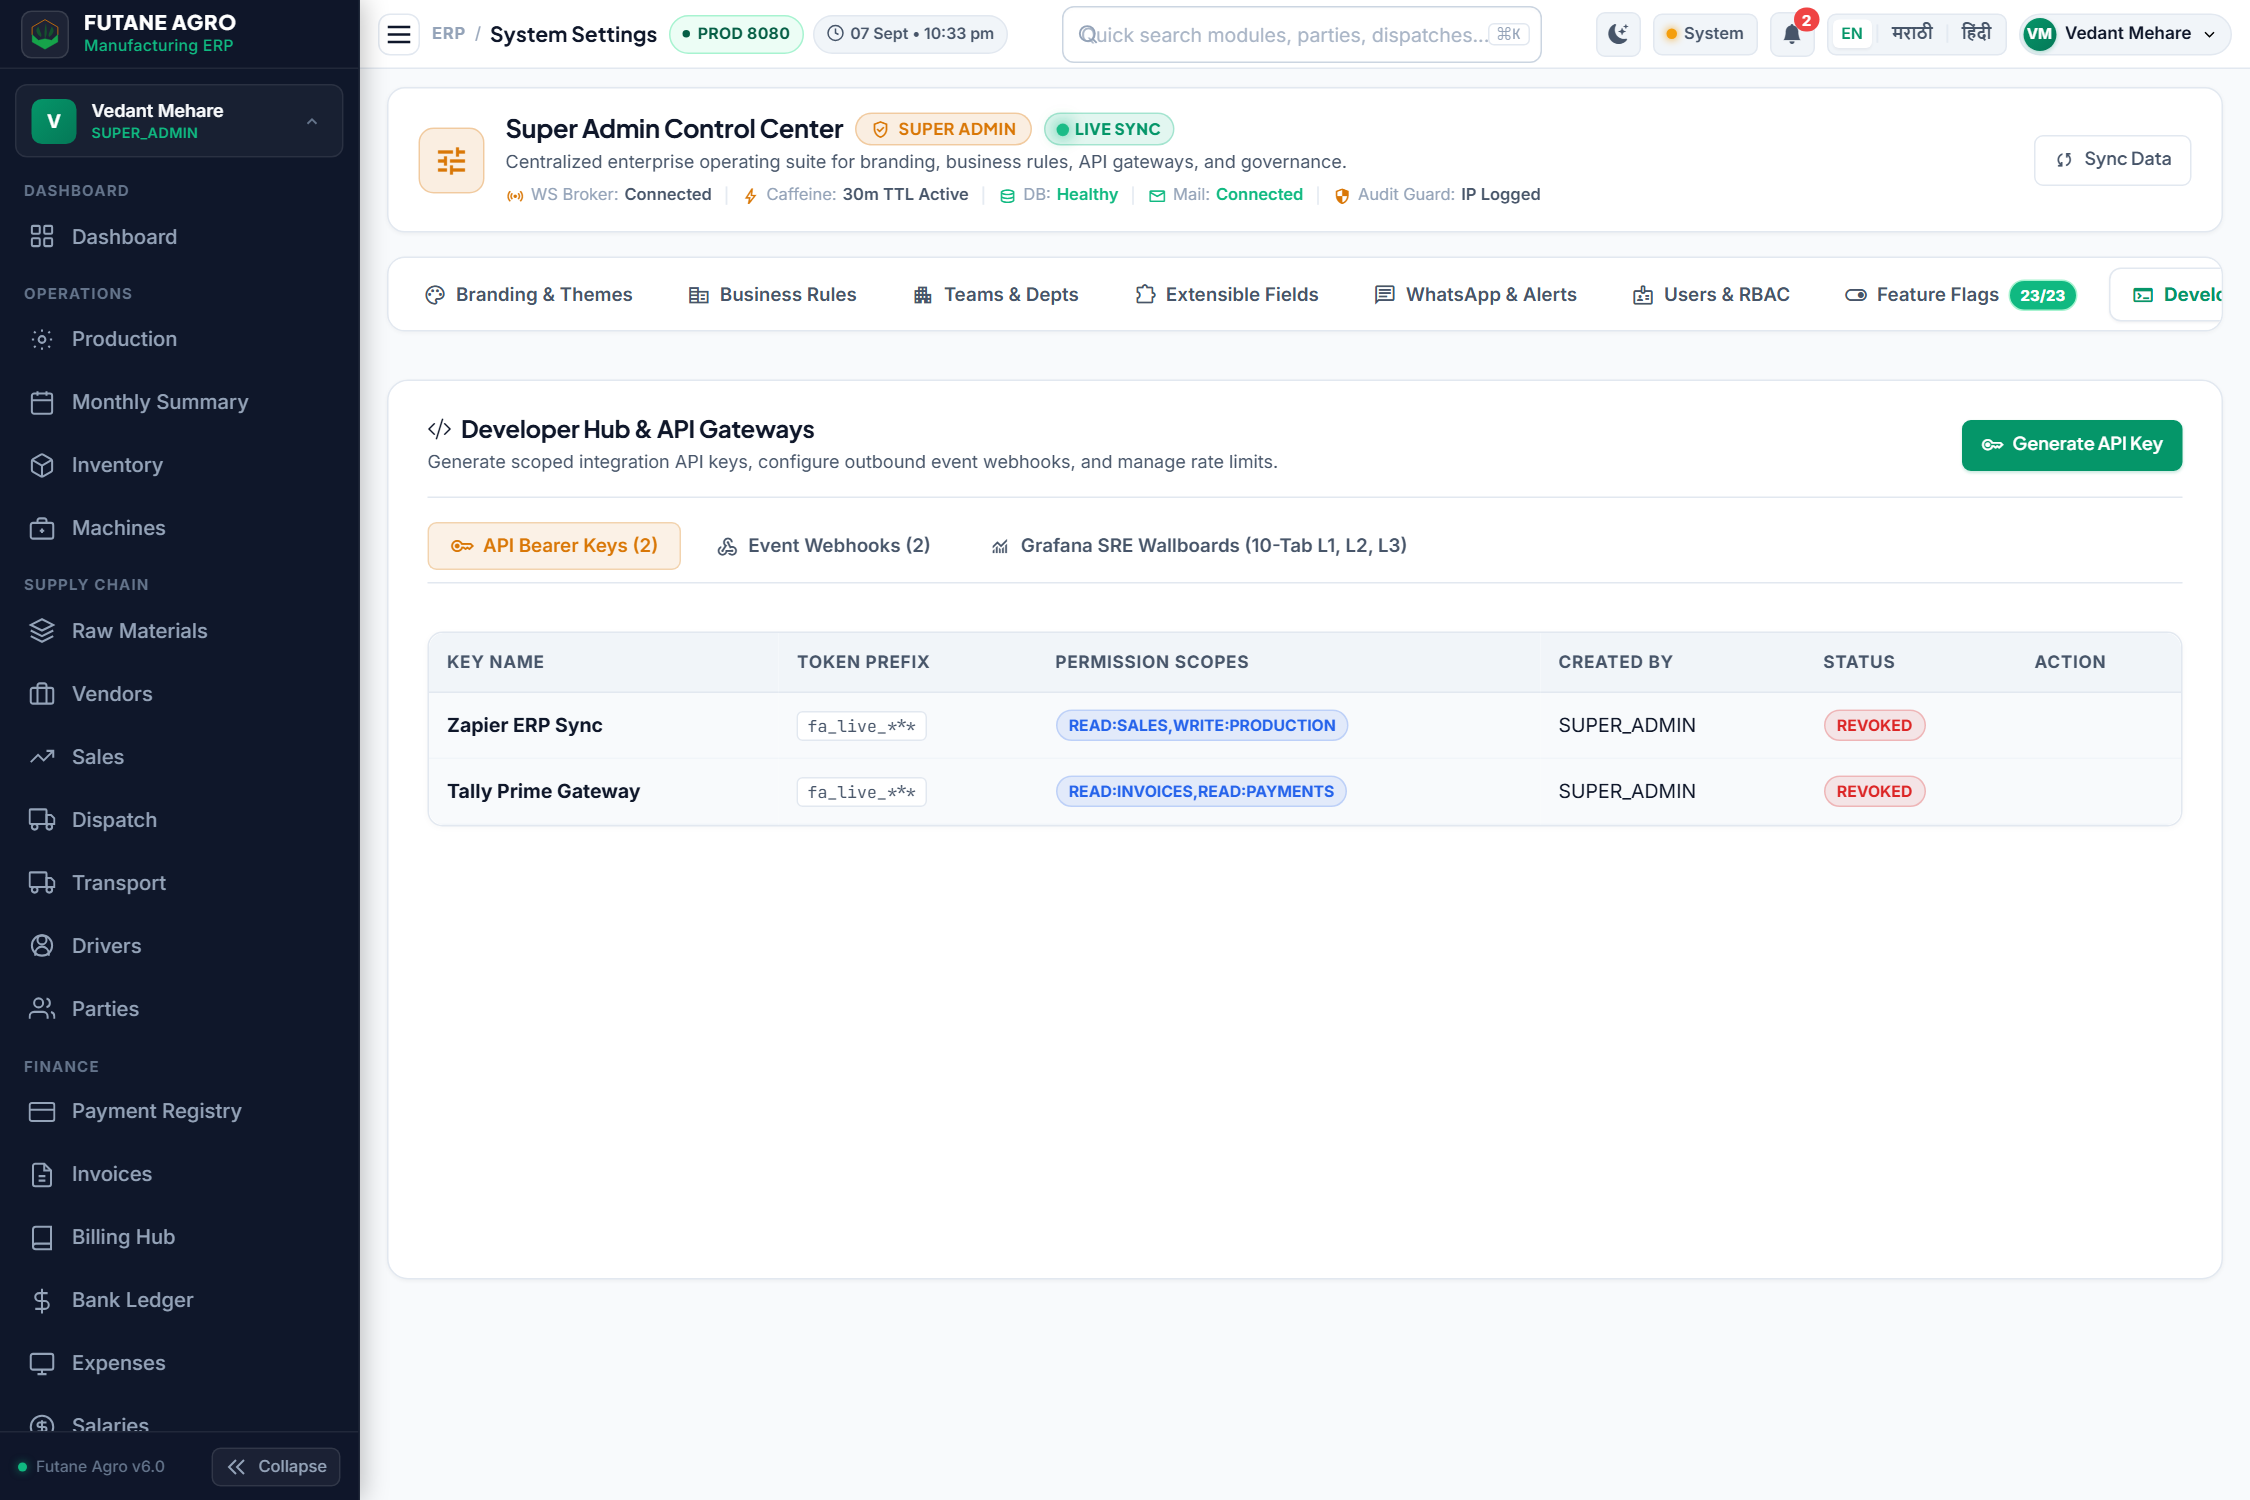 FUTANE AGRO
Manufacturing ERP
V
Vedant Mehare
SUPER_ADMIN
DASHBOARD
Dashboard
OPERATIONS
Production
Monthly Summary
Inventory
Machines
SUPPLY CHAIN
Raw Materials
Vendors
Sales
Dispatch
Transport
Drivers
Parties
FINANCE
Payment Registry
Invoices
Billing Hub
Bank Ledger
Expenses
Salaries
Futane Agro v6.0
Collapse
ERP / System Settings
PROD 8080
07 Sept • 10:33 pm
Quick search modules, parties, dispatches... ⌘K
System
2
EN मराठी हिंदी
VM Vedant Mehare
Super Admin Control Center
SUPER ADMIN
LIVE SYNC
Centralized enterprise operating suite for branding, business rules, API gateways, and governance.
WS Broker: Connected
Caffeine: 30m TTL Active
DB: Healthy
Mail: Connected
Audit Guard: IP Logged
Sync Data
Branding & Themes
Business Rules
Teams & Depts
Extensible Fields
WhatsApp & Alerts
Users & RBAC
Feature Flags 23/23
Develo
</> Developer Hub & API Gateways
Generate scoped integration API keys, configure outbound event webhooks, and manage rate limits.
Generate API Key
API Bearer Keys (2)
Event Webhooks (2)
Grafana SRE Wallboards (10-Tab L1, L2, L3)
KEY NAME TOKEN PREFIX PERMISSION SCOPES CREATED BY STATUS ACTION
Zapier ERP Sync fa_live_*** READ:SALES,WRITE:PRODUCTION SUPER_ADMIN REVOKED
Tally Prime Gateway fa_live_*** READ:INVOICES,READ:PAYMENTS SUPER_ADMIN REVOKED